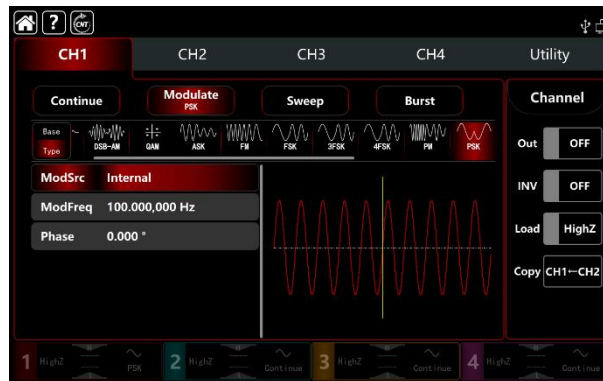 ? CNT
CH1 CH2 CH3 CH4 Utility
Continue Modulate PSK Sweep Burst Channel
Base Type DSB-AM QAM ASK FM FSK 3FSK 4FSK PM PSK
Out OFF
ModSrc Internal
INV OFF
ModFreq 100.000,000 Hz
Phase 0.000 °
Load HighZ
Copy CH1←CH2
1 HighZ PSK 2 HighZ Continue 3 HighZ Continue 4 HighZ Continue